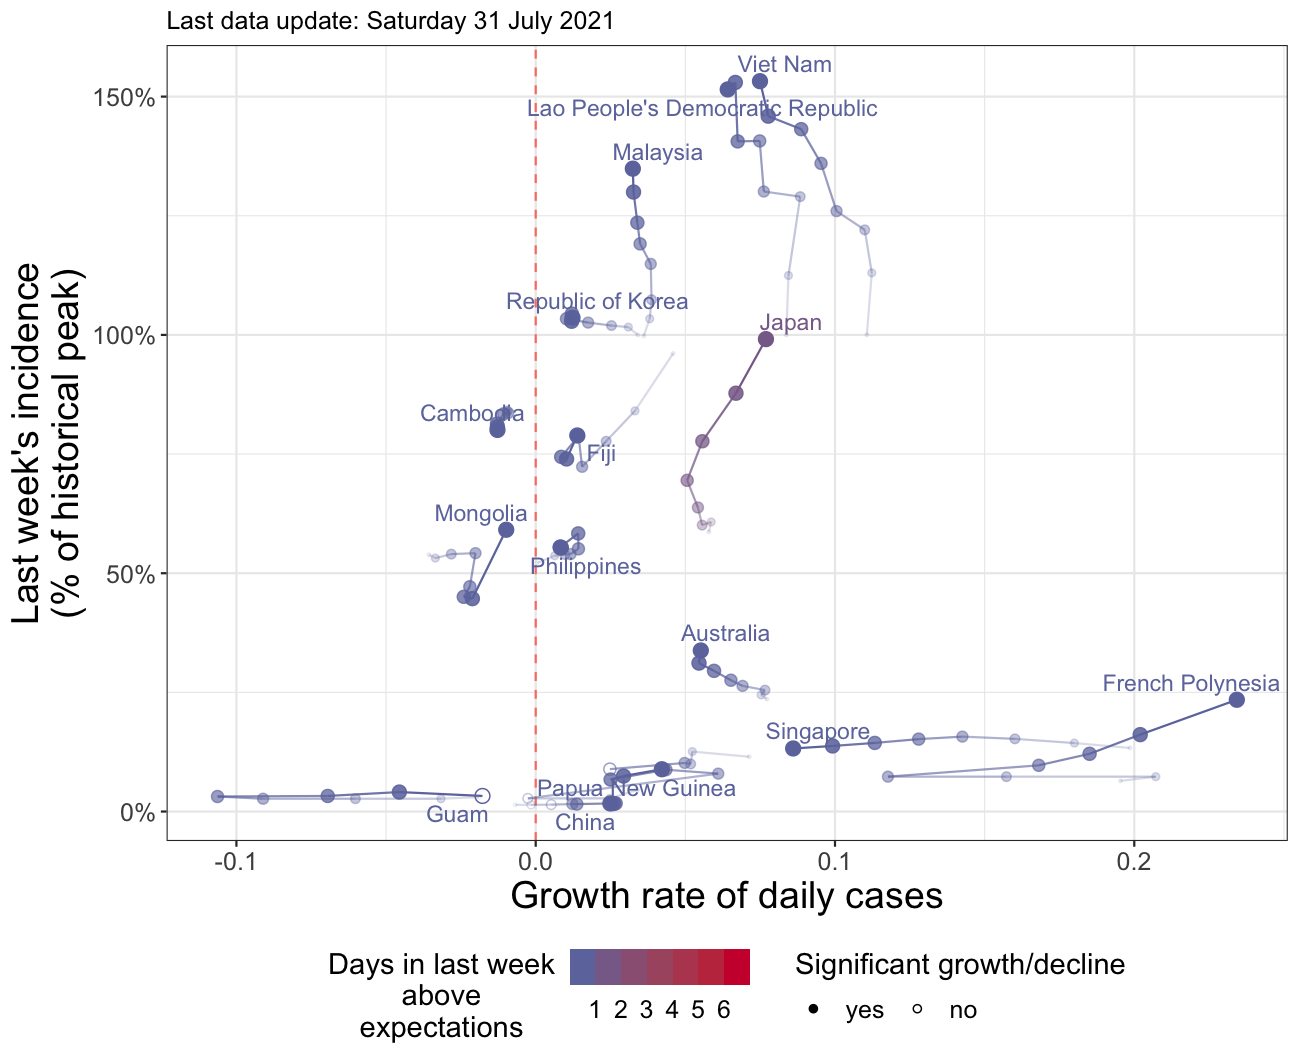 Last data update: Saturday 31 July 2021
Viet Nam
Lao People's Democratic Republic
Malaysia
Republic of Korea
Japan
Cambodia
Fiji
Mongolia
Philippines
Australia
French Polynesia
Singapore
Papua New Guinea
Guam
China
150%
100%
50%
0%
Last week's incidence
(% of historical peak)
-0.1
0.0
0.1
0.2
Growth rate of daily cases
Days in last week
above
expectations
1 2 3 4 5 6
Significant growth/decline
yes
no